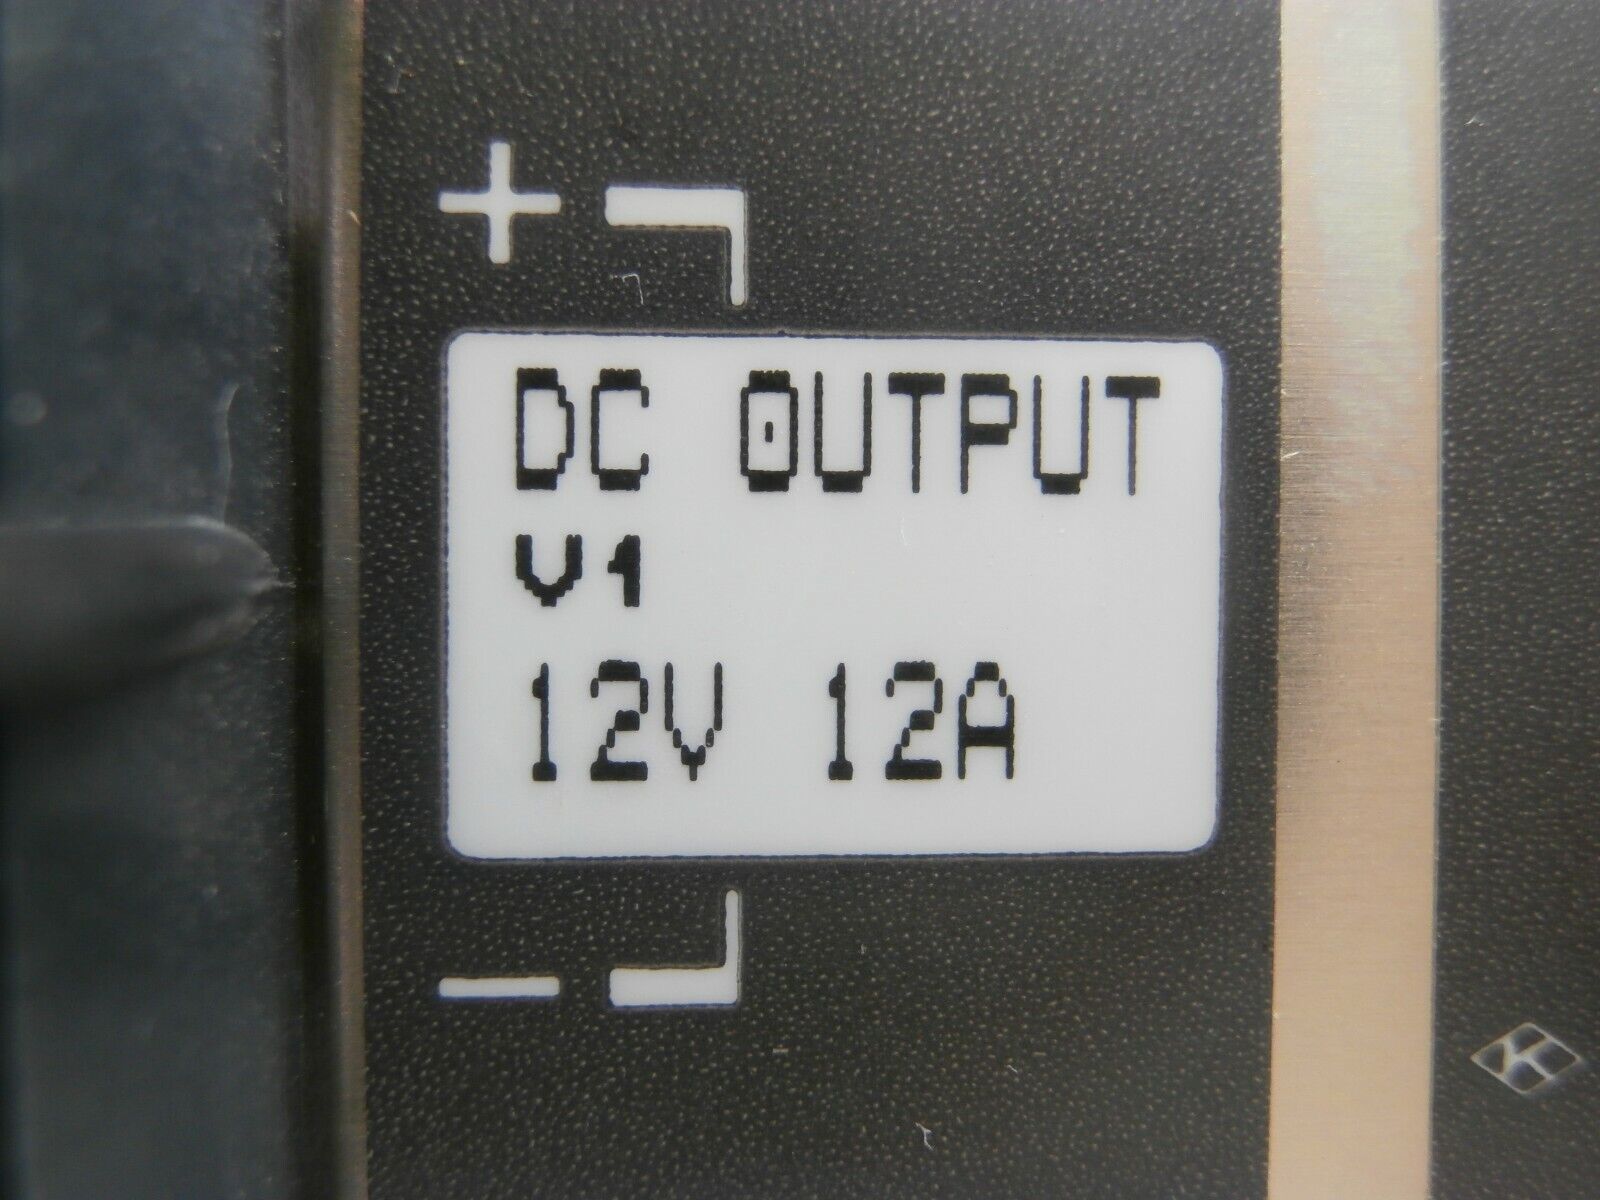 +
DC OUTPUT
V1
12V 12A
-